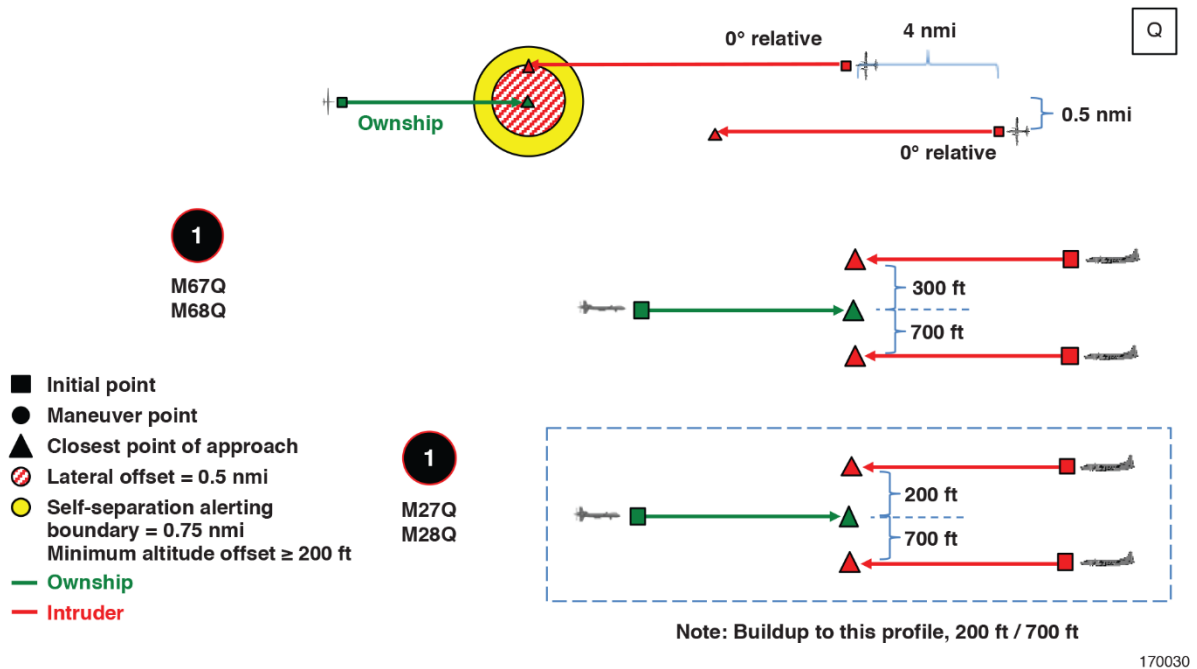 Q
0° relative
4 nmi
Ownship
0.5 nmi
0° relative
1
M67Q
M68Q
300 ft
700 ft
Initial point
Maneuver point
Closest point of approach
Lateral offset = 0.5 nmi
Self-separation alerting
boundary = 0.75 nmi
Minimum altitude offset ≥ 200 ft
Ownship
Intruder
1
M27Q
M28Q
200 ft
700 ft
Note: Buildup to this profile, 200 ft / 700 ft
170030